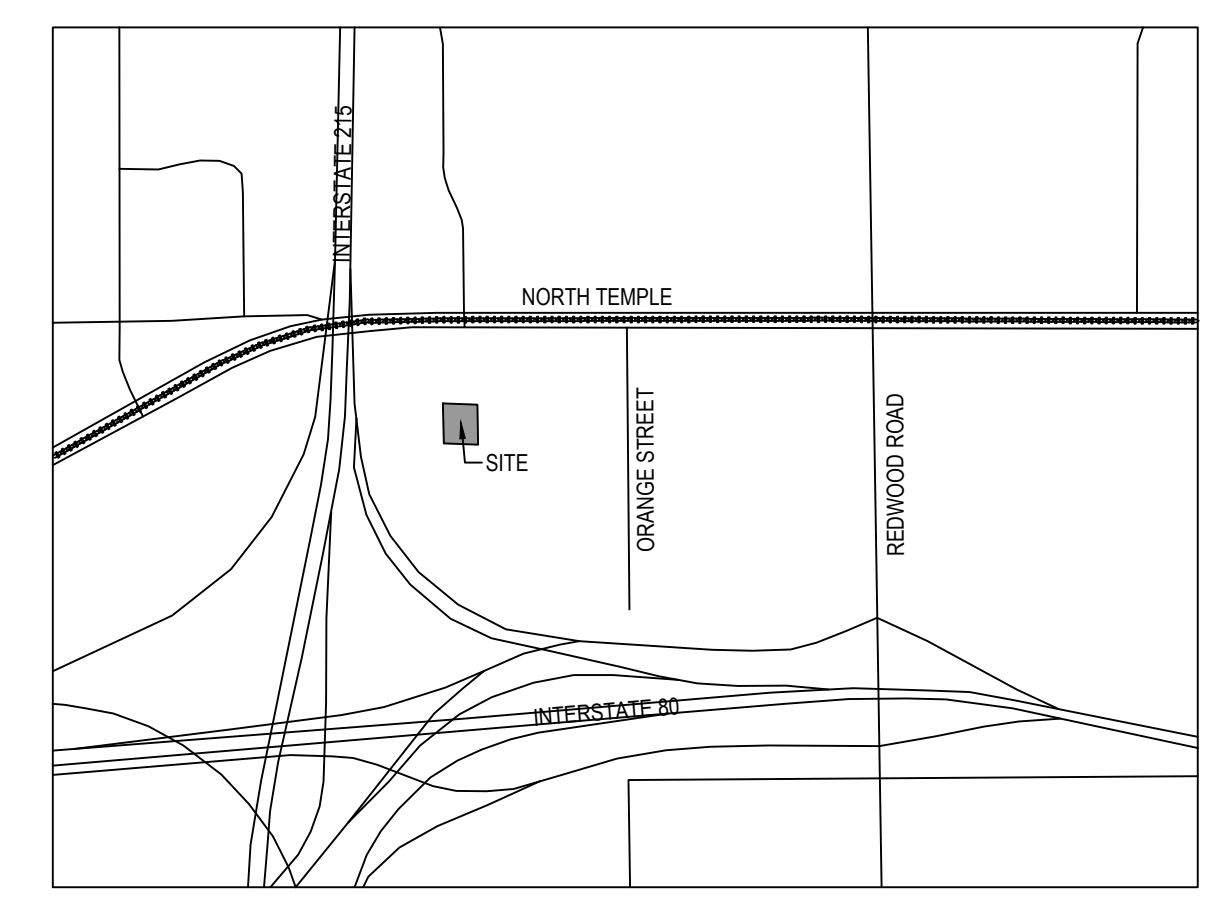 INTERSTATE 215
NORTH TEMPLE
SITE
ORANGE STREET
REDWOOD ROAD
INTERSTATE 80